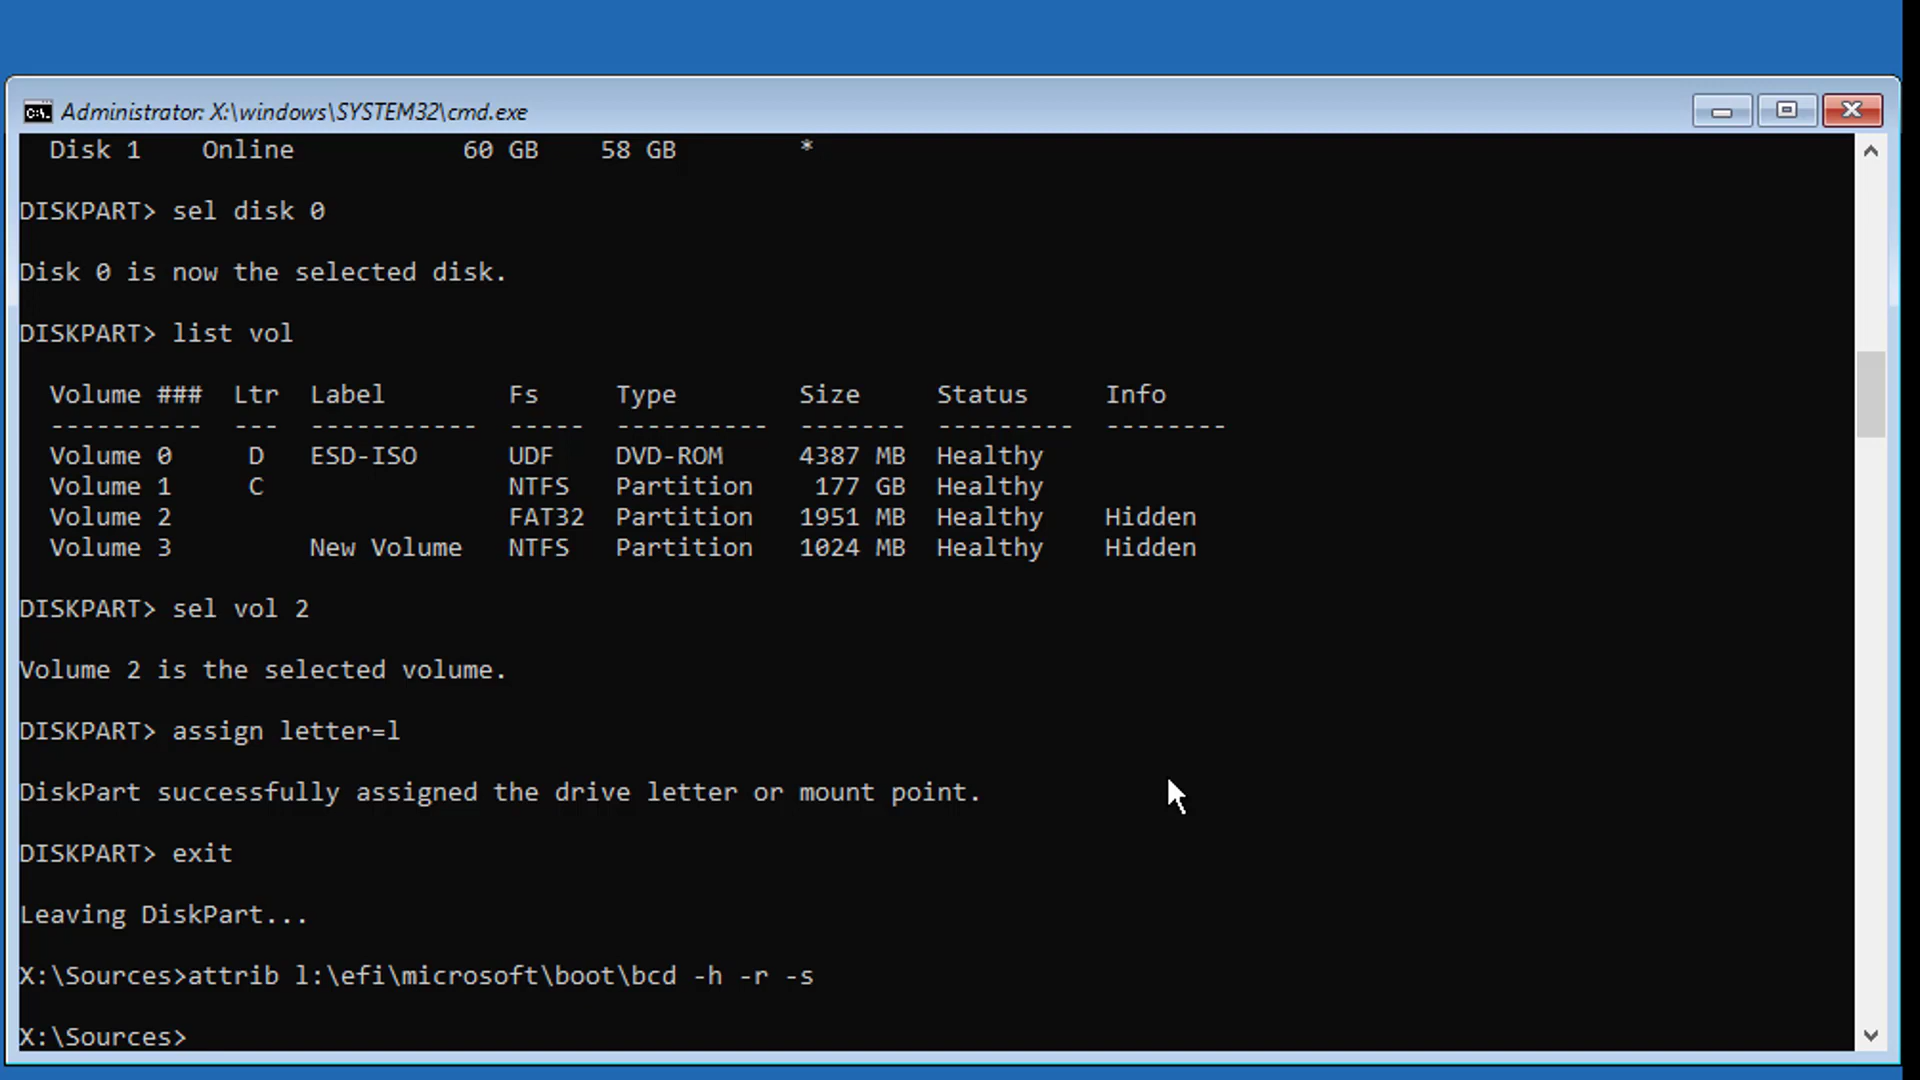 Administrator: X:\windows\SYSTEM32\cmd.exe
Disk 1    Online           60 GB    58 GB        *
DISKPART> sel disk 0
Disk 0 is now the selected disk.
DISKPART> list vol
Volume ###  Ltr  Label        Fs     Type        Size     Status     Info
----------  ---  -----------  -----  ----------  -------  ---------  --------
Volume 0     D   ESD-ISO      UDF    DVD-ROM     4387 MB  Healthy
Volume 1     C                NTFS   Partition    177 GB  Healthy
Volume 2                      FAT32  Partition   1951 MB  Healthy    Hidden
Volume 3         New Volume   NTFS   Partition   1024 MB  Healthy    Hidden
DISKPART> sel vol 2
Volume 2 is the selected volume.
DISKPART> assign letter=l
DiskPart successfully assigned the drive letter or mount point.
DISKPART> exit
Leaving DiskPart...
X:\Sources>attrib l:\efi\microsoft\boot\bcd -h -r -s
X:\Sources>